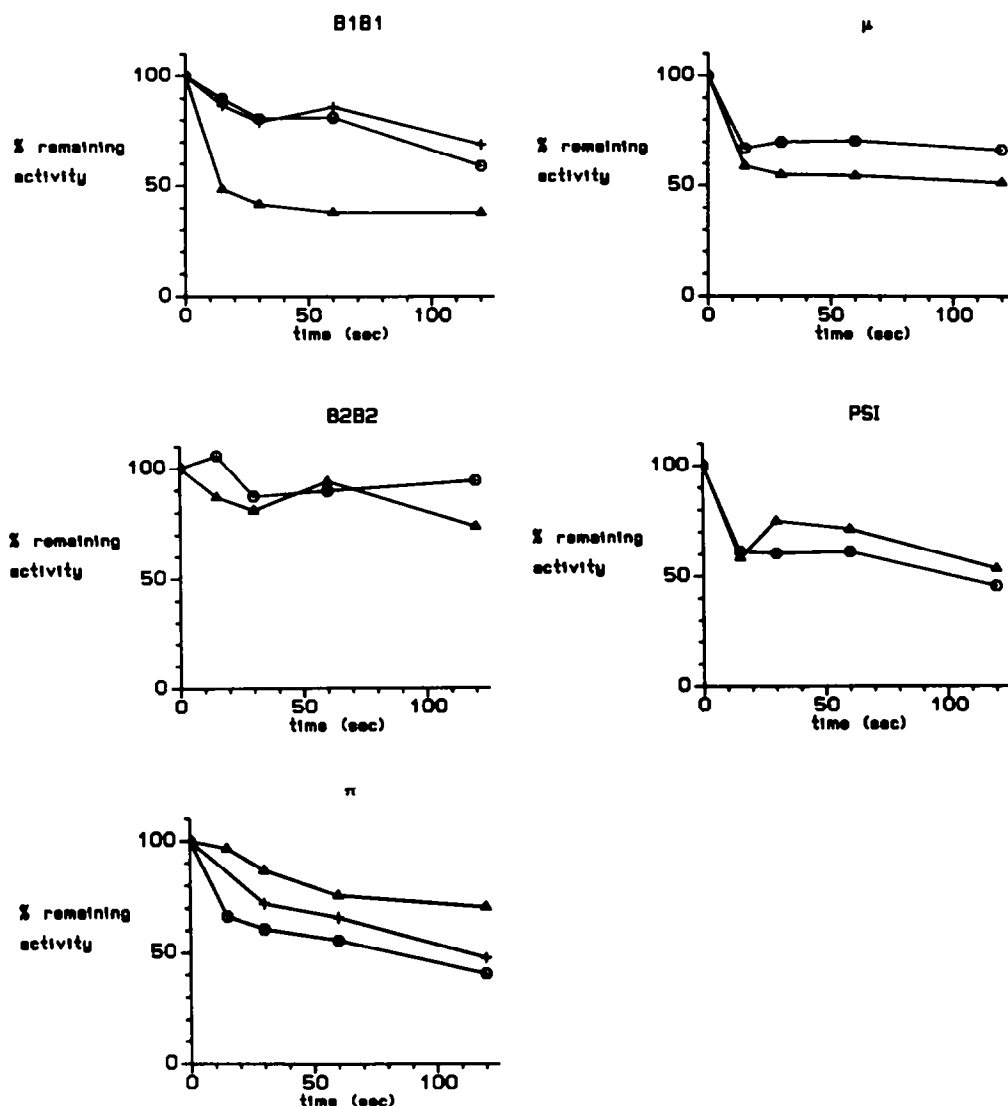 B1B1
100
% remaining
activity
50
0
0 50 100
time (sec)
μ
100
% remaining
activity
50
0
0 50 100
time (sec)
B2B2
100
% remaining
activity
50
0
0 50 100
time (sec)
PSI
100
% remaining
activity
50
0
0 50 100
time (sec)
π
100
% remaining
activity
50
0
0 50 100
time (sec)